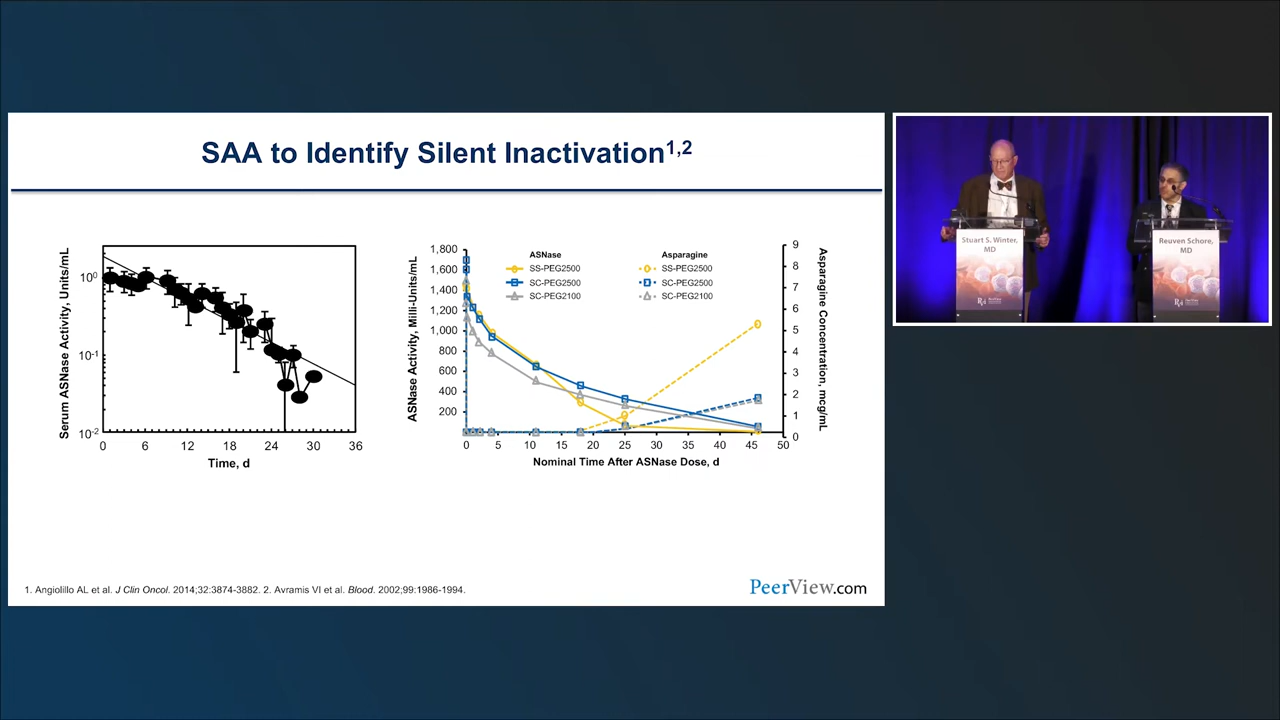 SAA to Identify Silent Inactivation1,2
Serum ASNase Activity, Units/mL
10⁰
10⁻¹
10⁻²
0 6 12 18 24 30 36
Time, d
ASNase Activity, Milli-Units/mL
1,800
1,600
1,400
1,200
1,000
800
600
400
200
ASNase Asparagine
SS-PEG2500 SS-PEG2500
SC-PEG2500 SC-PEG2500
SC-PEG2100 SC-PEG2100
9
8
7
6
5
4
3
2
1
0
Asparagine Concentration, mcg/mL
0 5 10 15 20 25 30 35 40 45 50
Nominal Time After ASNase Dose, d
1. Angiolillo AL et al. J Clin Oncol. 2014;32:3874-3882. 2. Avramis VI et al. Blood. 2002;99:1986-1994.
PeerView.com
Stuart S. Winter,
MD
Reuven Schore,
MD